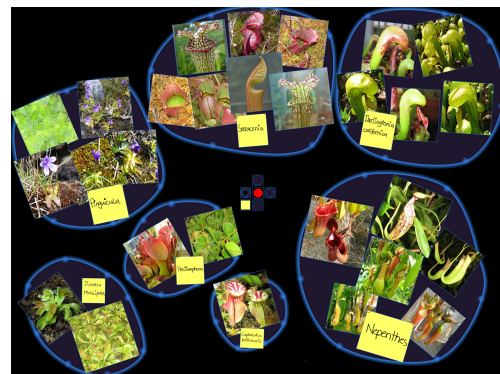 Sarracenia
Darlingtonia
californica
Pinguicula
Heliamphora
Dionaea
muscipula
Cephalotus
follicularis
Nepenthes